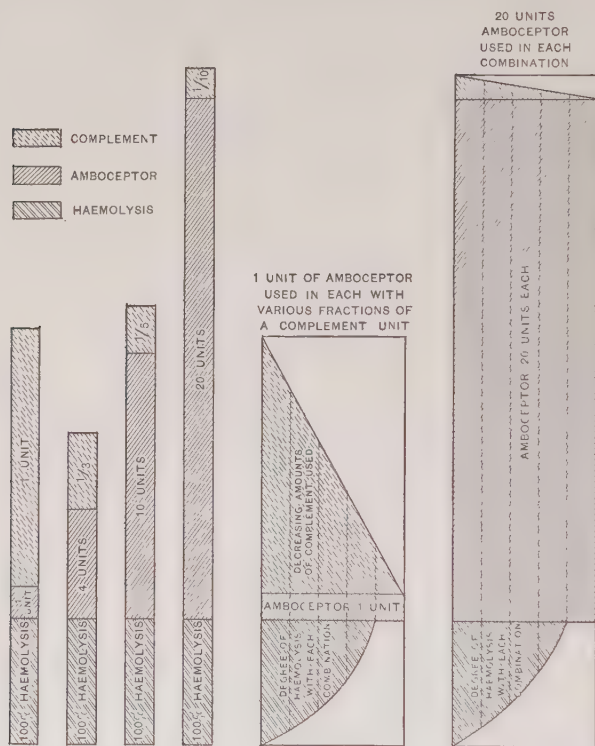 20 UNITS
AMBOCEPTOR
USED IN EACH
COMBINATION
COMPLEMENT
AMBOCEPTOR
HAEMOLYSIS
1 UNIT OF AMBOCEPTOR
USED IN EACH WITH
VARIOUS FRACTIONS OF
A COMPLEMENT UNIT
1 UNIT
1 UNIT
100% HAEMOLYSIS
1/3
4 UNITS
100% HAEMOLYSIS
1/5
10 UNITS
100% HAEMOLYSIS
1/10
20 UNITS
100% HAEMOLYSIS
DECREASING AMOUNTS
OF COMPLEMENT USED
AMBOCEPTOR 1 UNIT
DEGREE OF
HAEMOLYSIS
WITH EACH
COMBINATION
AMBOCEPTOR 20 UNITS EACH
DEGREE OF
HAEMOLYSIS
WITH EACH
COMBINATION